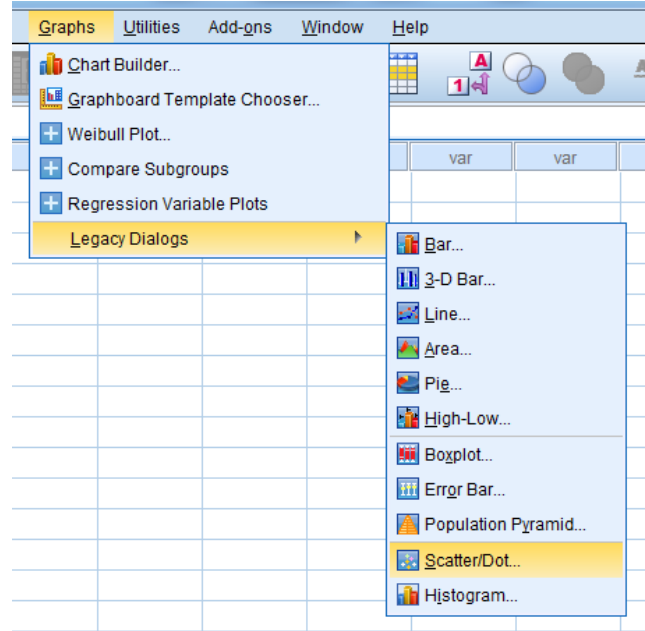 Graphs Utilities Add-ons Window Help
Chart Builder...
A
1
Graphboard Template Chooser...
Weibull Plot...
var var
Compare Subgroups
Regression Variable Plots
Legacy Dialogs
Bar...
3-D Bar...
Line...
Area...
Pie...
High-Low...
Boxplot...
Error Bar...
Population Pyramid...
Scatter/Dot...
Histogram...